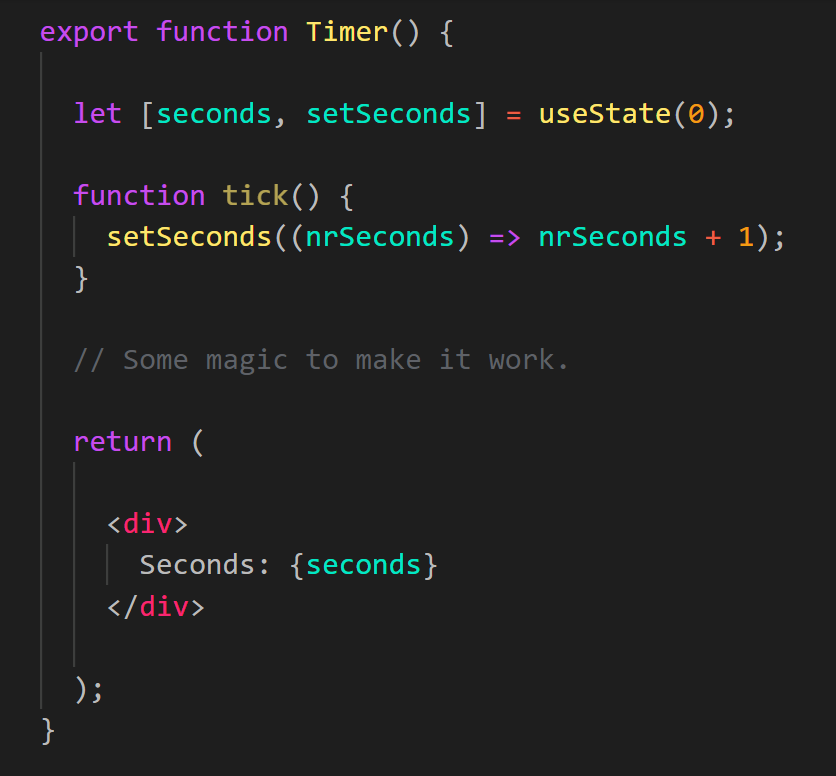 export function Timer() {
let [seconds, setSeconds] = useState(0);
function tick() {
setSeconds((nrSeconds) => nrSeconds + 1);
}
// Some magic to make it work.
return (
<div>
Seconds: {seconds}
</div>
);
}